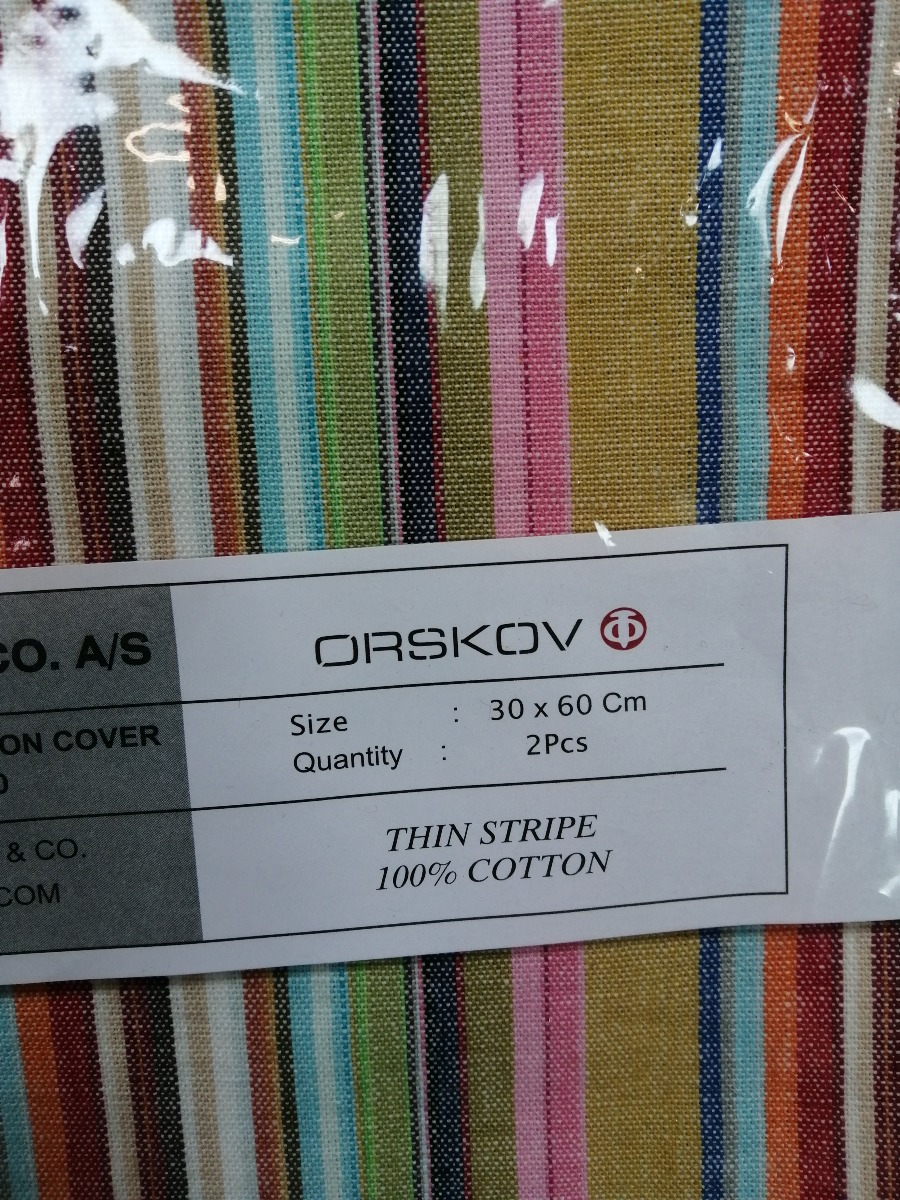 CO. A/S
ORSKOV
ON COVER
Size : 30 x 60 Cm
Quantity : 2Pcs
& CO.
COM
THIN STRIPE
100% COTTON